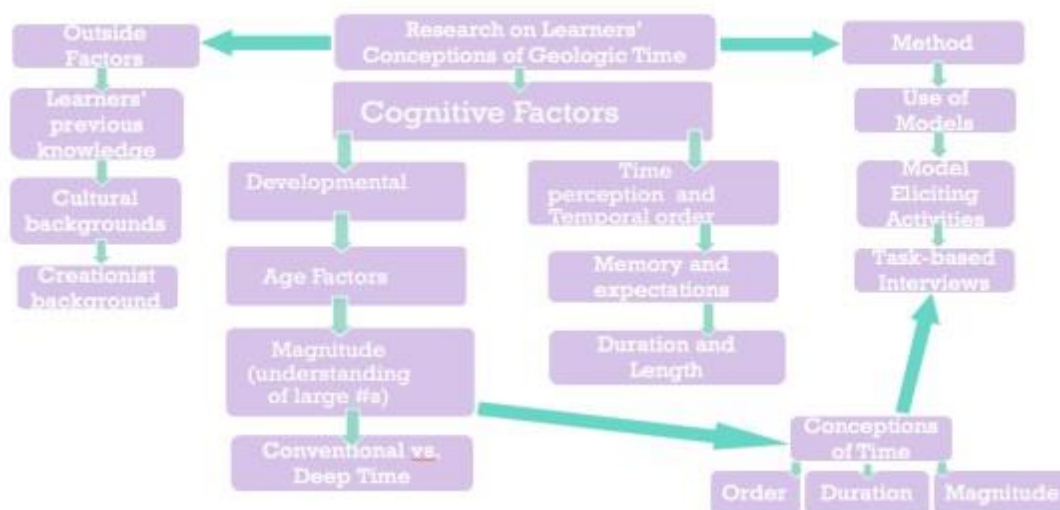 Research on Learners'
Conceptions of Geologic Time
Outside
Factors
Learners'
previous
knowledge
Cultural
backgrounds
Creationist
background
Cognitive Factors
Developmental
Age Factors
Magnitude
(understanding
of large #s)
Conventional vs.
Deep Time
Time
perception and
Temporal order
Memory and
expectations
Duration and
Length
Method
Use of
Models
Model
Eliciting
Activities
Task-based
Interviews
Conceptions
of Time
Order
Duration
Magnitude